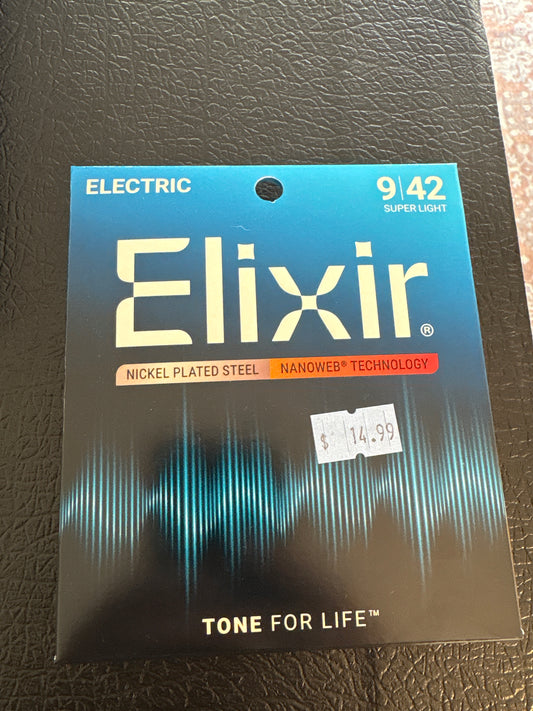 ELECTRIC
9|42
SUPER LIGHT
Elixir®
NICKEL PLATED STEEL NANOWEB® TECHNOLOGY
$ 14.99
TONE FOR LIFE™